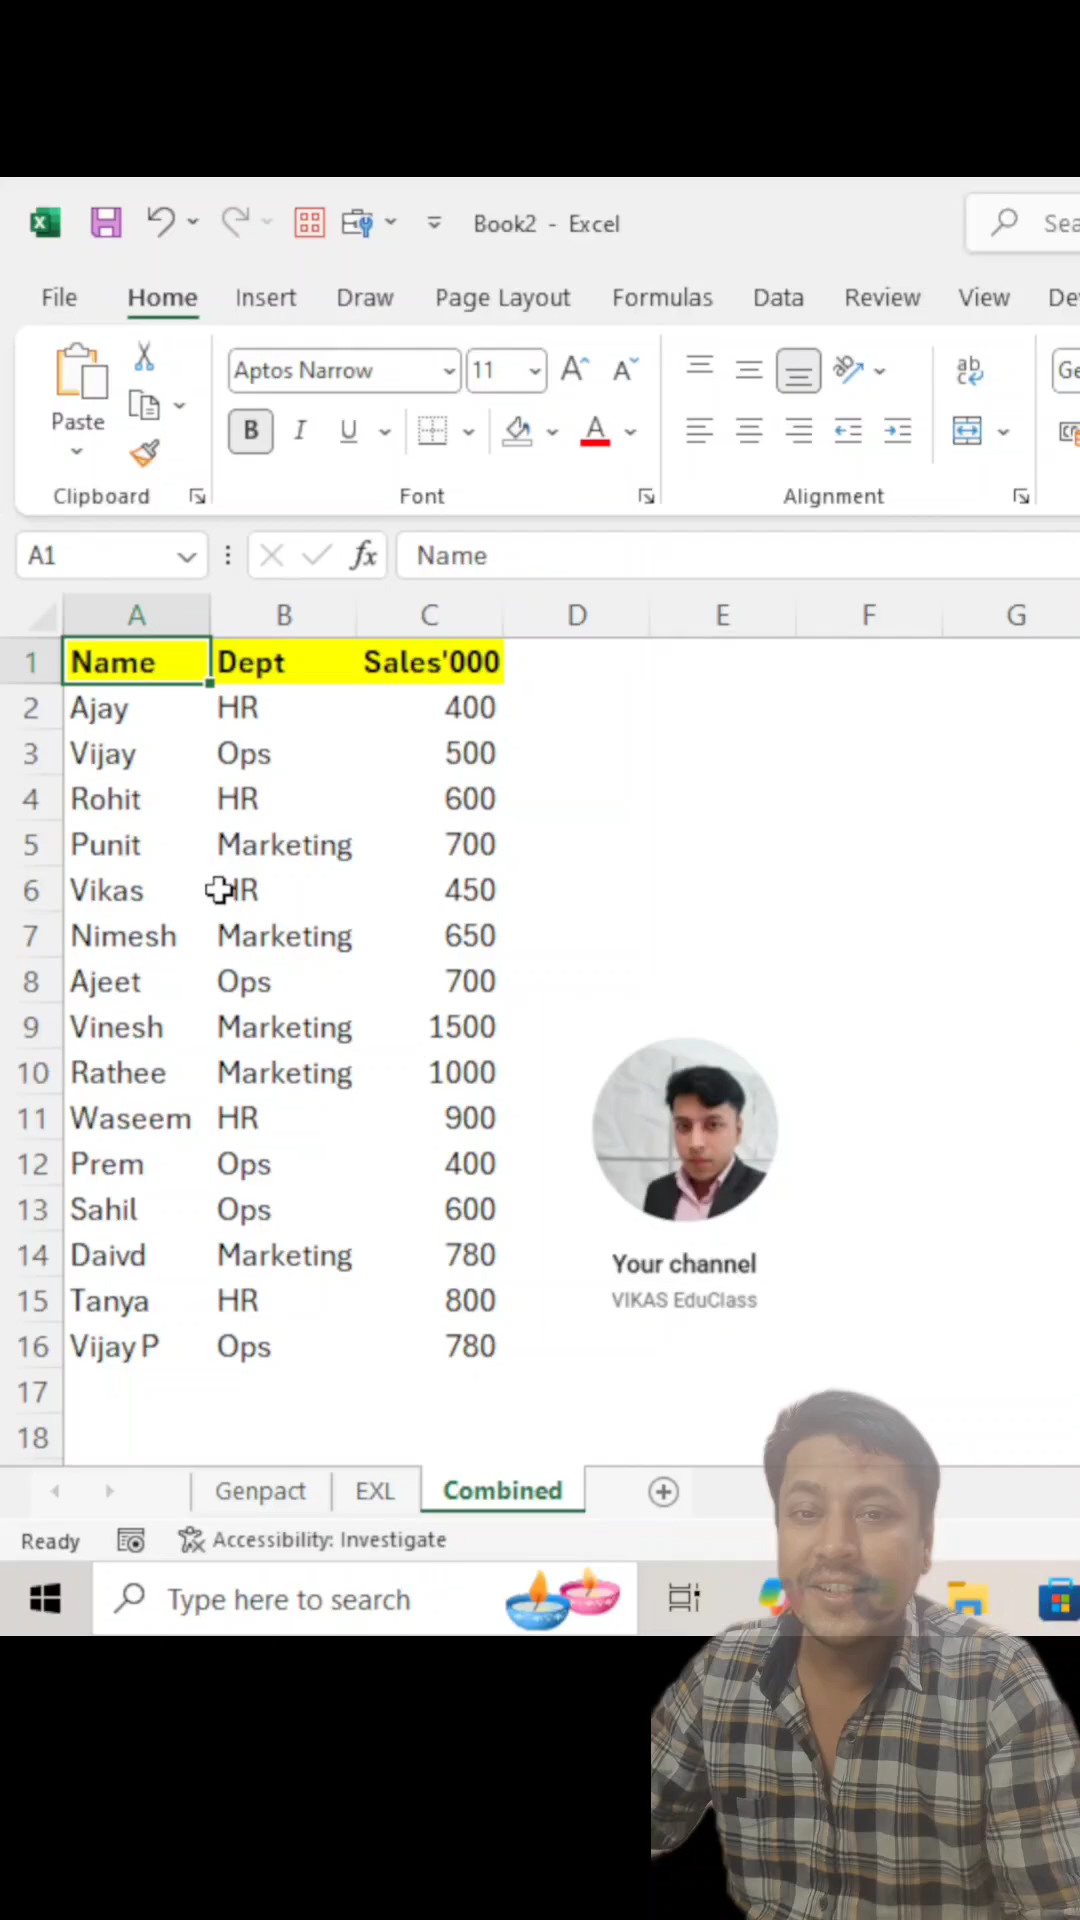 Book2 - Excel
Sea
File Home Insert Draw Page Layout Formulas Data Review View De
Paste
Aptos Narrow 11
B I U
ab
Ge
Clipboard Font Alignment
A1 fx Name
A B C D E F G
1 Name Dept Sales'000
2 Ajay HR 400
3 Vijay Ops 500
4 Rohit HR 600
5 Punit Marketing 700
6 Vikas HR 450
7 Nimesh Marketing 650
8 Ajeet Ops 700
9 Vinesh Marketing 1500
10 Rathee Marketing 1000
11 Waseem HR 900
12 Prem Ops 400
13 Sahil Ops 600
14 Daivd Marketing 780
15 Tanya HR 800
16 Vijay P Ops 780
17
18
Your channel
VIKAS EduClass
Genpact EXL Combined
Ready Accessibility: Investigate
Type here to search